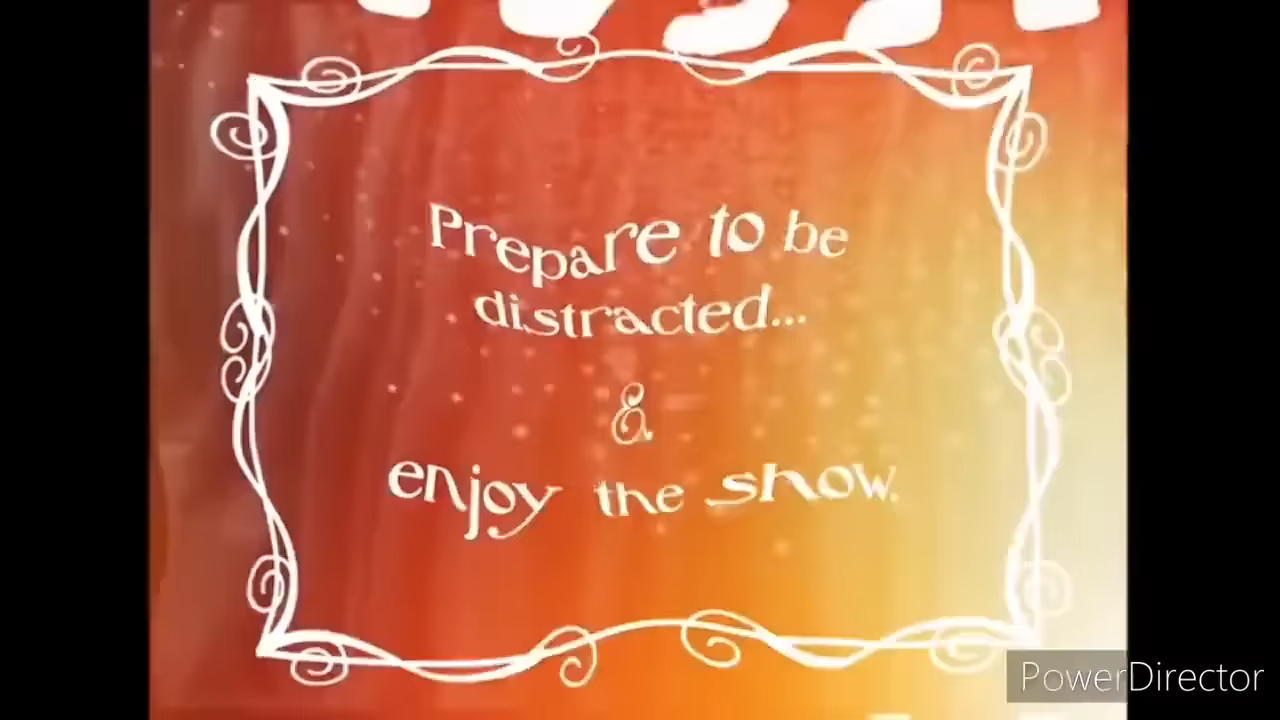 Prepare to be
distracted...
&
enjoy the show.
PowerDirector